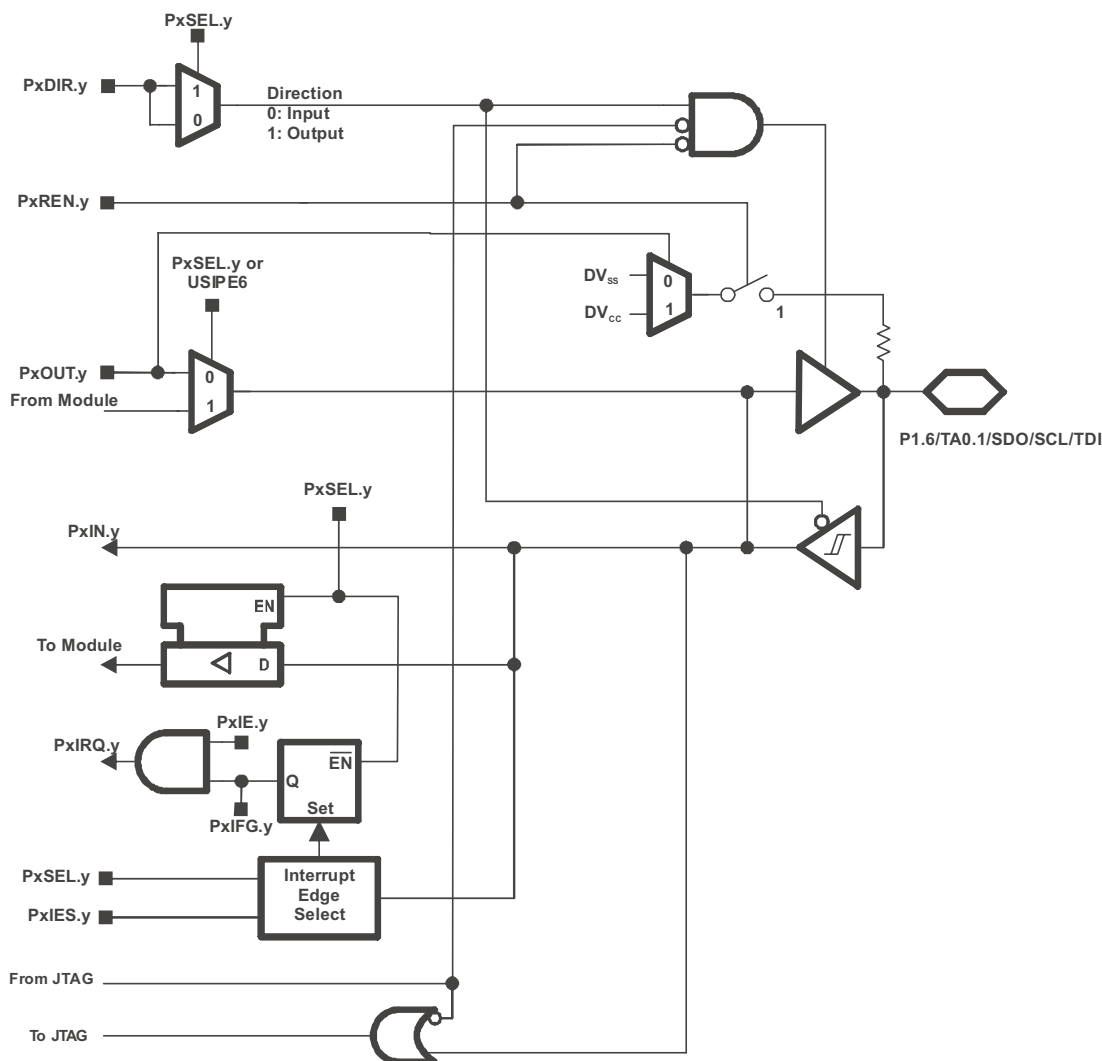 PxSEL.y
PxDIR.y
1
0
Direction
0: Input
1: Output
PxREN.y
PxSEL.y or
USIPE6
DVSS
0
DVCC
1
1
PxOUT.y
0
From Module
1
P1.6/TA0.1/SDO/SCL/TDI
PxSEL.y
PxIN.y
EN
To Module
D
PxIE.y
PxIRQ.y
EN
Q
Set
PxIFG.y
PxSEL.y
Interrupt
Edge
Select
PxIES.y
From JTAG
To JTAG